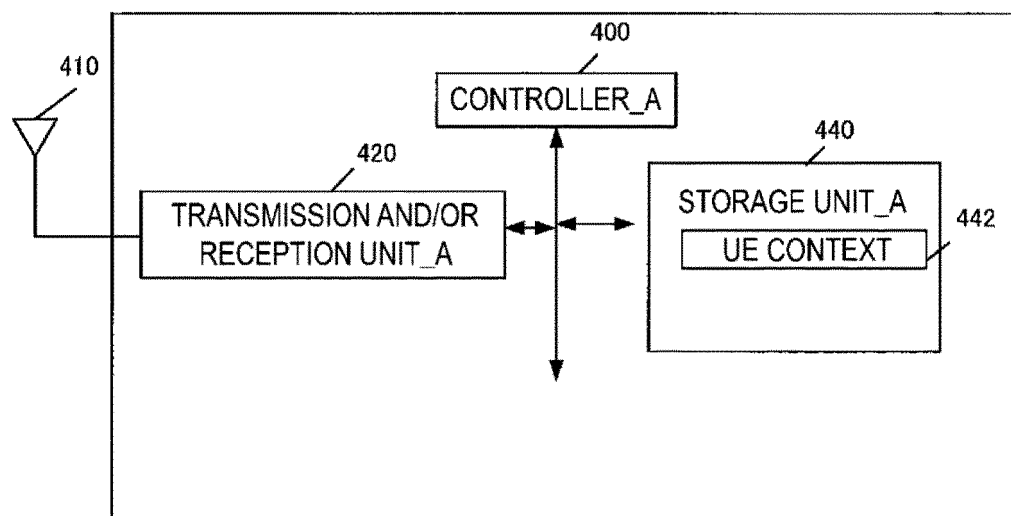 400
410
CONTROLLER_A
420
440
TRANSMISSION AND/OR
RECEPTION UNIT_A
STORAGE UNIT_A
442
UE CONTEXT